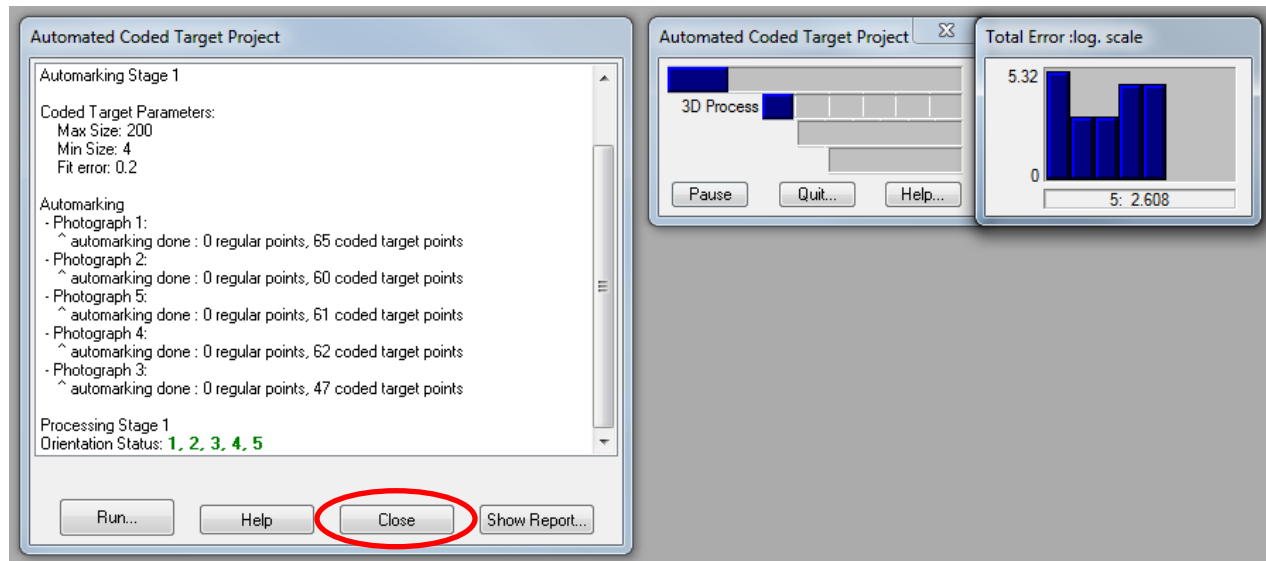 Automated Coded Target Project
Automarking Stage 1
Coded Target Parameters:
Max Size: 200
Min Size: 4
Fit error: 0.2
Automarking
- Photograph 1:
^ automarking done : 0 regular points, 65 coded target points
- Photograph 2:
^ automarking done : 0 regular points, 60 coded target points
- Photograph 5:
^ automarking done : 0 regular points, 61 coded target points
- Photograph 4:
^ automarking done : 0 regular points, 62 coded target points
- Photograph 3:
^ automarking done : 0 regular points, 47 coded target points
Processing Stage 1
Orientation Status: 1, 2, 3, 4, 5
Run...
Help
Close
Show Report...
Automated Coded Target Project
3D Process
Pause
Quit...
Help...
Total Error :log. scale
5.32
0
5: 2.608